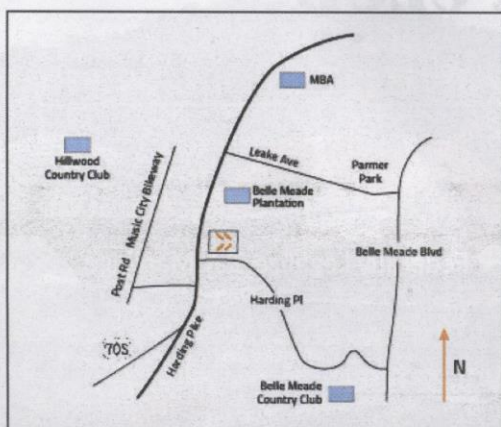 MBA
Hillwood
Country Club
Post Rd Music City Bikeway
Leake Ave
Parmer
Park
Belle Meade
Plantation
Belle Meade Blvd
Harding Pl
70S
Harding Pike
Belle Meade
Country Club
N